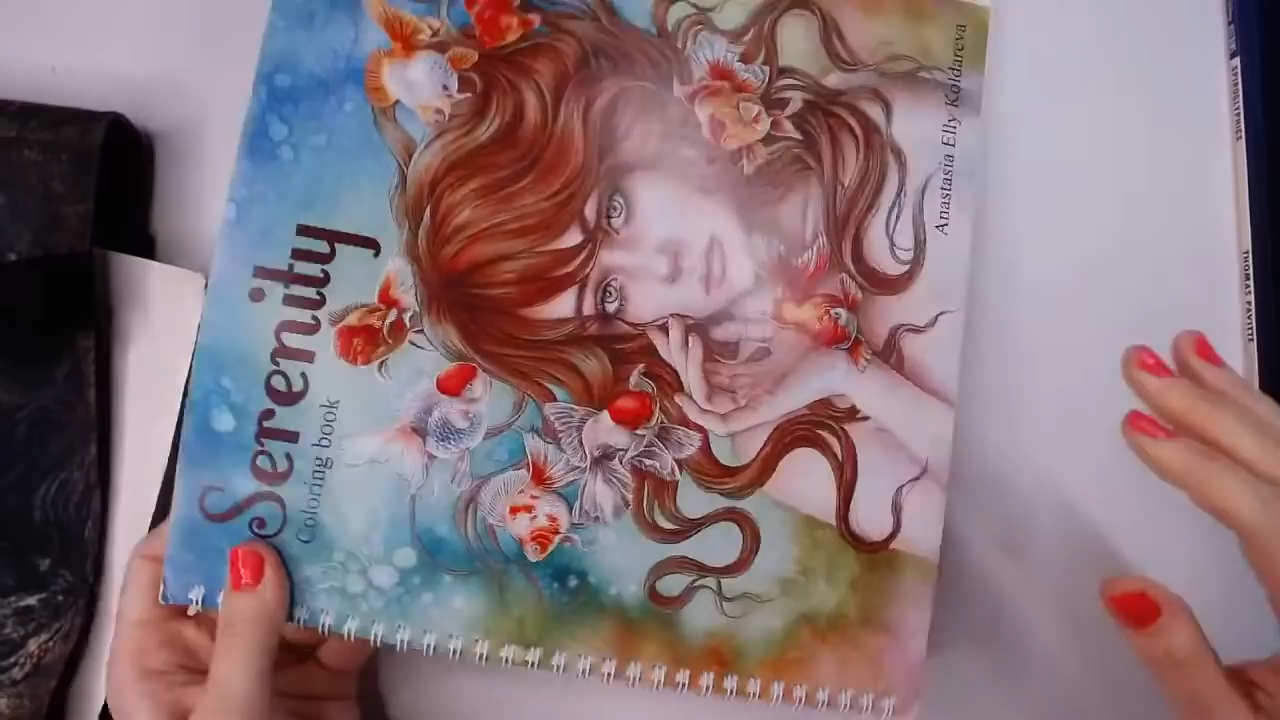 Serenity
Coloring book
Anastasia Elly Koldareva
THOMAS PAVITTE